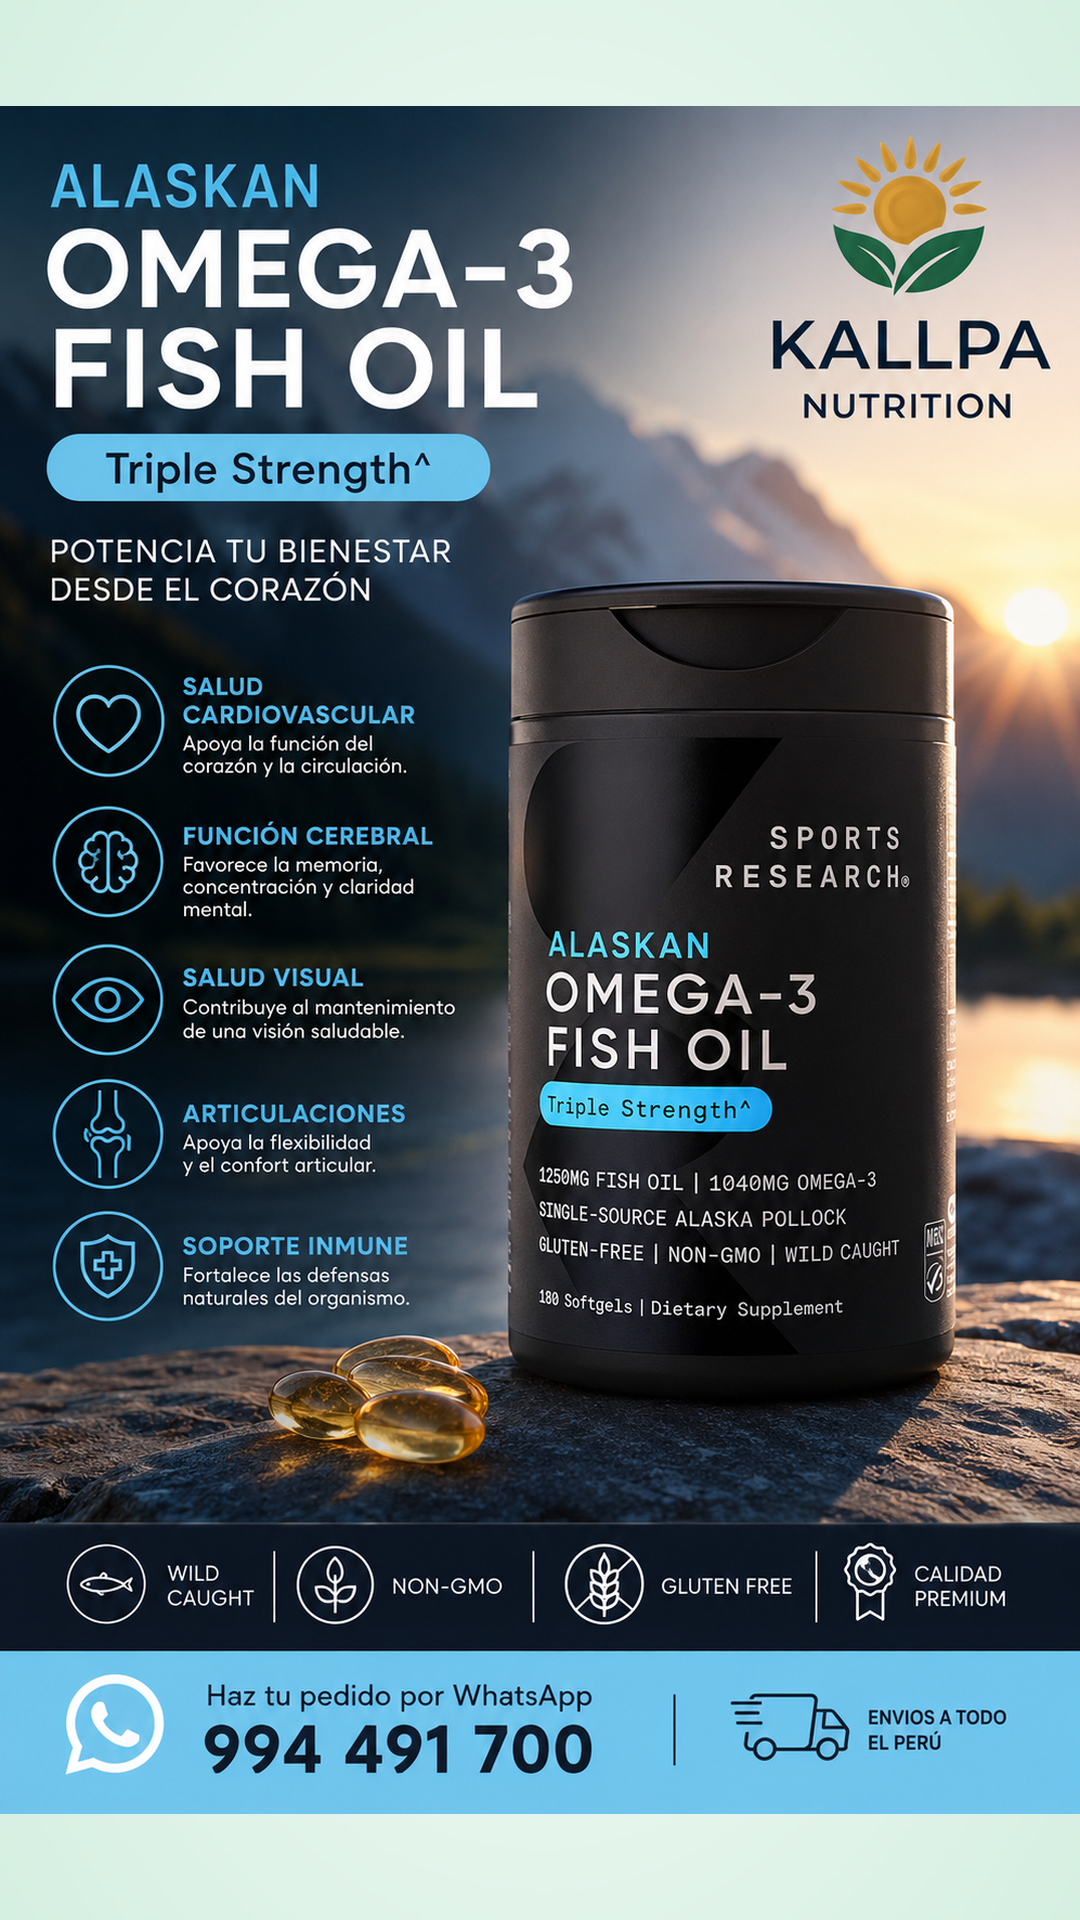 ALASKAN
OMEGA-3
FISH OIL
Triple Strength^
POTENCIA TU BIENESTAR
DESDE EL CORAZÓN
KALLPA
NUTRITION
SALUD
CARDIOVASCULAR
Apoya la función del
corazón y la circulación.
FUNCIÓN CEREBRAL
Favorece la memoria,
concentración y claridad
mental.
SALUD VISUAL
Contribuye al mantenimiento
de una visión saludable.
ARTICULACIONES
Apoya la flexibilidad
y el confort articular.
SOPORTE INMUNE
Fortalece las defensas
naturales del organismo.
SPORTS
RESEARCH®
ALASKAN
OMEGA-3
FISH OIL
Triple Strength^
1250MG FISH OIL | 1040MG OMEGA-3
SINGLE-SOURCE ALASKA POLLOCK
GLUTEN-FREE | NON-GMO | WILD CAUGHT
180 Softgels | Dietary Supplement
WILD
CAUGHT
NON-GMO
GLUTEN FREE
CALIDAD
PREMIUM
Haz tu pedido por WhatsApp
994 491 700
ENVIOS A TODO
EL PERÚ